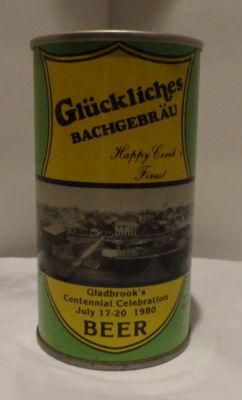 Glückliches
BACHGEBRÄU
Happy Creek's
Finest
Gladbrook's
Centennial Celebration
July 17-20 1980
BEER